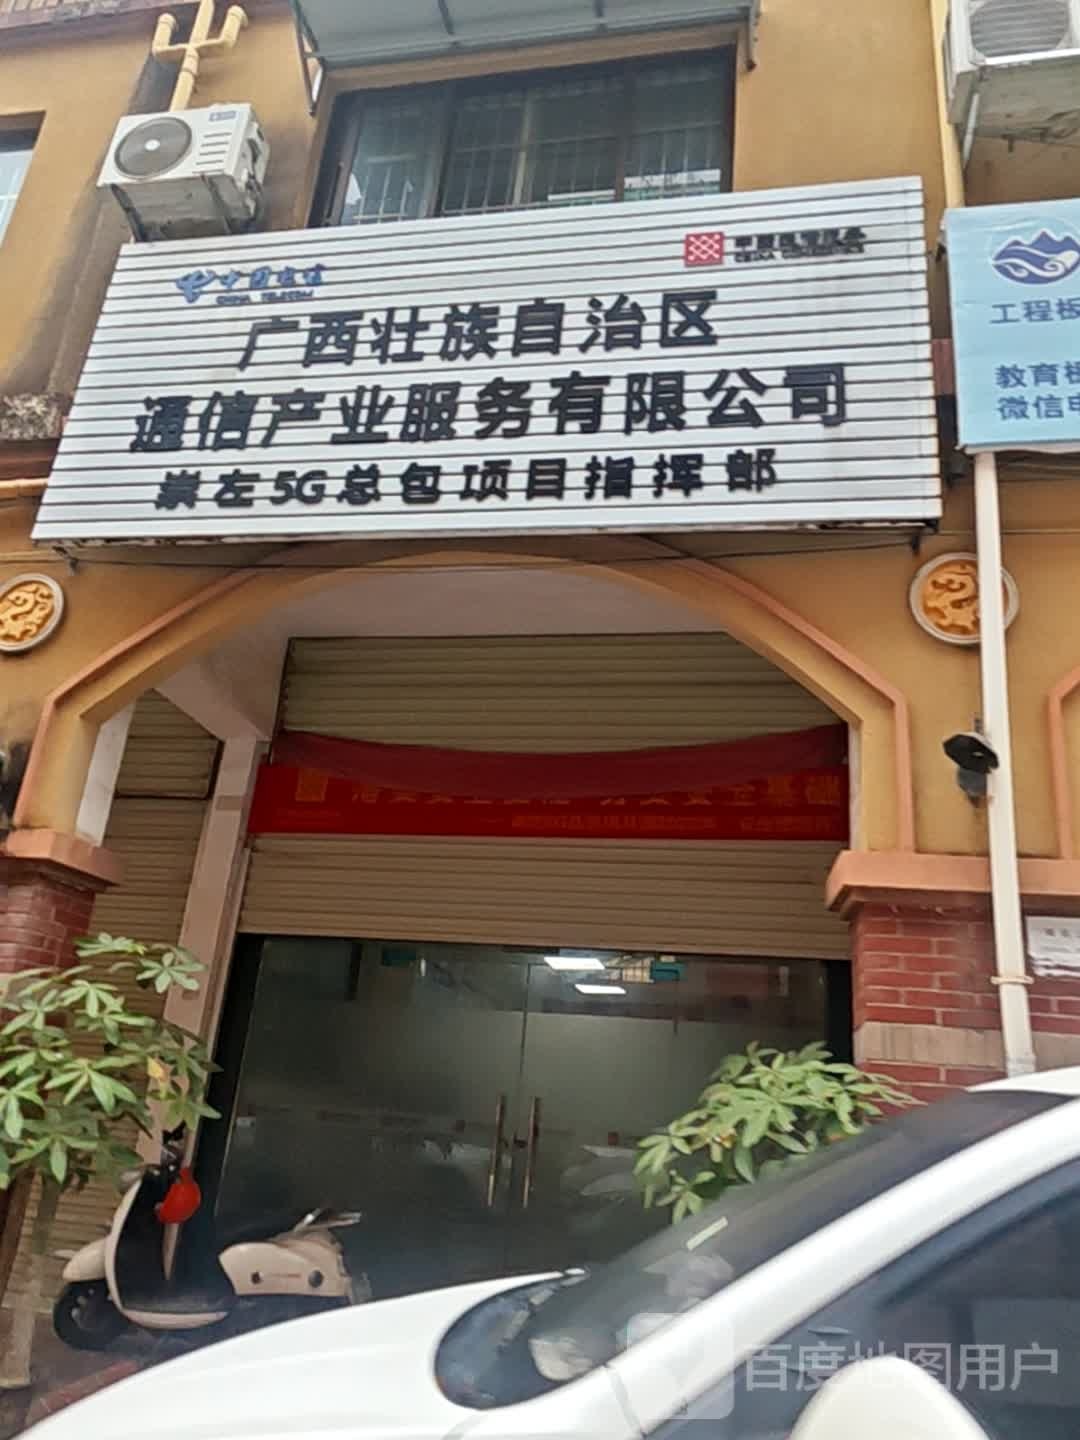 中国电信
CHINA TELECOM
广西壮族自治区
通信产业服务有限公司
崇左5G总包项目指挥部
工程板
教育
微信电
百度地图用户